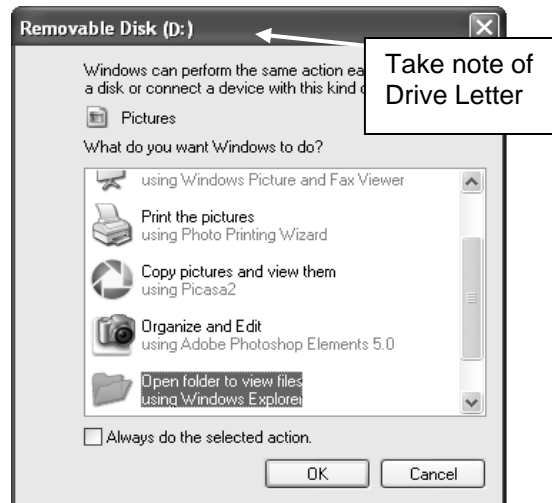 Removable Disk (D:)
Take note of
Drive Letter
Windows can perform the same action ea
a disk or connect a device with this kind
Pictures
What do you want Windows to do?
using Windows Picture and Fax Viewer
Print the pictures
using Photo Printing Wizard
Copy pictures and view them
using Picasa2
Organize and Edit
using Adobe Photoshop Elements 5.0
Open folder to view files
using Windows Explorer
Always do the selected action.
OK
Cancel